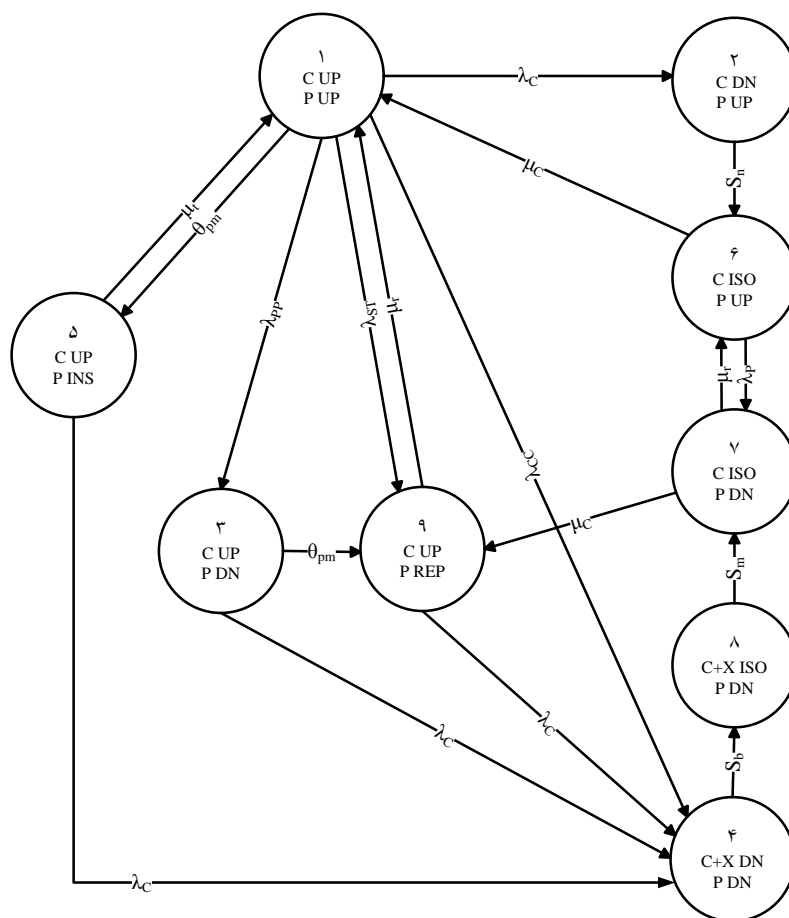 ۱
C UP
P UP
۲
C DN
P UP
λC
μC
Sn
μt
θpm
۶
C ISO
P UP
۵
C UP
P INS
λPP
λST
μr
λCC
μr
λP
۷
C ISO
P DN
۳
C UP
P DN
θpm
۹
C UP
P REP
μC
Sm
۸
C+X ISO
P DN
λC
λC
Sb
۴
C+X DN
P DN
λC